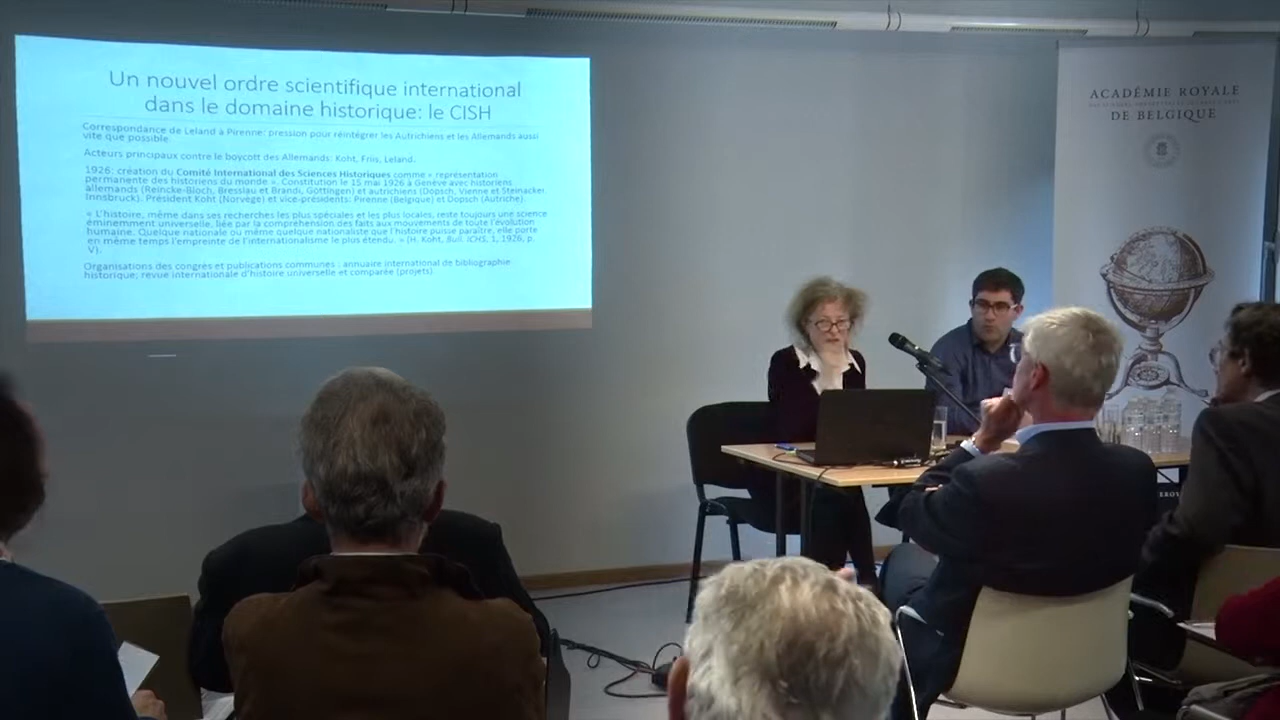 Un nouvel ordre scientifique international
dans le domaine historique: le CISH
Correspondance de Leland à Pirenne: pression pour réintégrer les Autrichiens et les Allemands aussi
vite que possible.
Acteurs principaux contre le boycott des Allemands: Koht, Friis, Leland.
1926: création du Comité International des Sciences Historiques comme « représentation
permanente des historiens du monde ». Constitution le 15 mai 1926 à Genève avec historiens
allemands (Reincke-Bloch, Bresslau et Brandi, Göttingen) et autrichiens (Dopsch, Vienne et Steinacker
Innsbruck). Président Koht (Norvège) et vice-présidents: Pirenne (Belgique) et Dopsch (Autriche).
« L'histoire, même dans ses recherches les plus spéciales et les plus locales, reste toujours une science
éminemment universelle, liée par la compréhension des faits aux mouvements de toute l'évolution
humaine. Quelque nationale ou même quelque nationaliste que l'histoire puisse paraître, elle porte
en même temps l'empreinte de l'internationalisme le plus étendu. » (H. Koht, Bull. ICHS, 1, 1926, p.
V).
Organisations des congrès et publications communes : annuaire international de bibliographie
historique; revue internationale d'histoire universelle et comparée (projets).
ACADÉMIE ROYALE
DE BELGIQUE